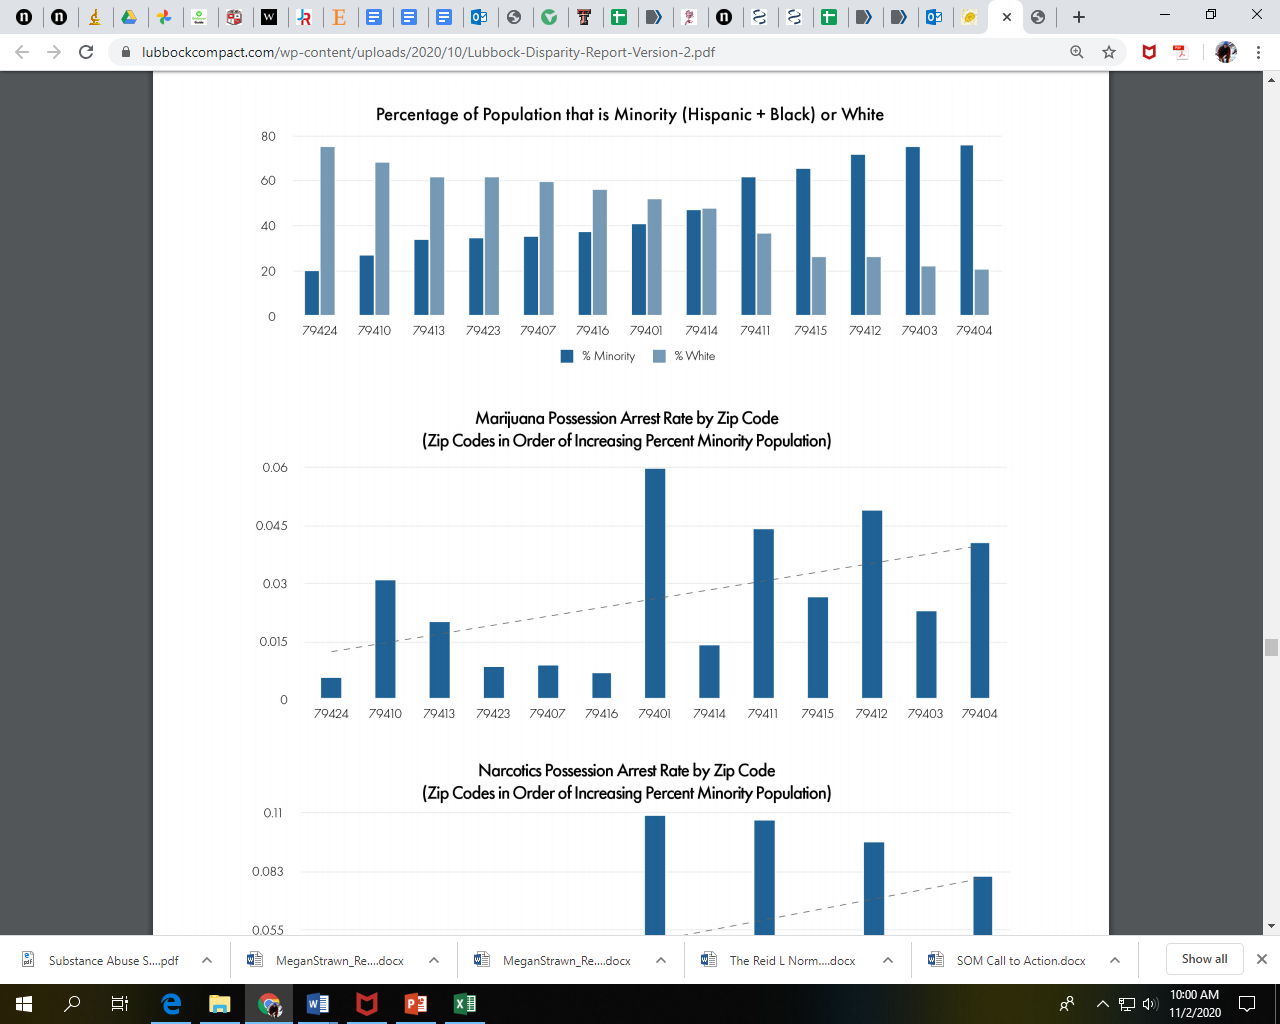 lubbockcompact.com/wp-content/uploads/2020/10/Lubbock-Disparity-Report-Version-2.pdf
Percentage of Population that is Minority (Hispanic + Black) or White
80
60
40
20
0
79424 79410 79413 79423 79407 79416 79401 79414 79411 79415 79412 79403 79404
% Minority % White
Marijuana Possession Arrest Rate by Zip Code
(Zip Codes in Order of Increasing Percent Minority Population)
0.06
0.045
0.03
0.015
0
79424 79410 79413 79423 79407 79416 79401 79414 79411 79415 79412 79403 79404
Narcotics Possession Arrest Rate by Zip Code
(Zip Codes in Order of Increasing Percent Minority Population)
0.11
0.083
0.055
Substance Abuse S....pdf MeganStrawn_Re....docx MeganStrawn_Re....docx The Reid L Norm....docx SOM Call to Action.docx Show all
10:00 AM
11/2/2020